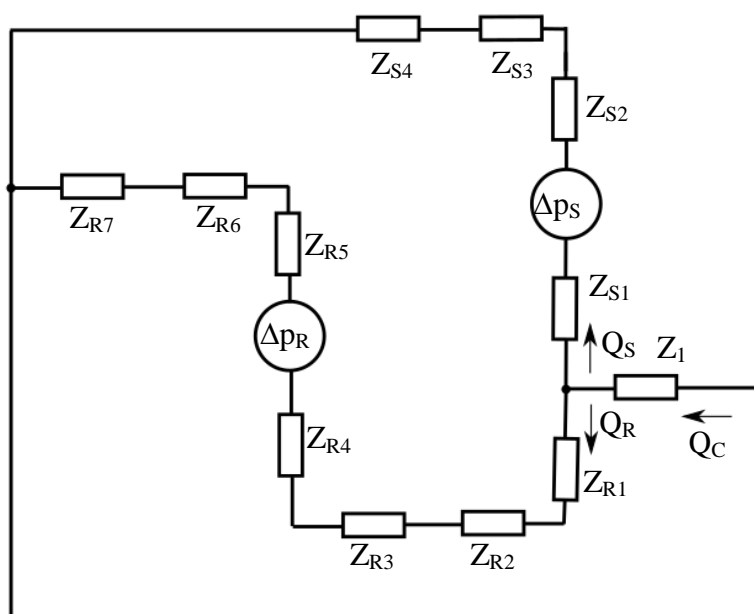 Z_S4 Z_S3
Z_S2
Z_R7 Z_R6 Δp_S
Z_R5
Z_S1
Δp_R Q_S Z_1
Z_R4 Q_R Q_C
Z_R1
Z_R3 Z_R2